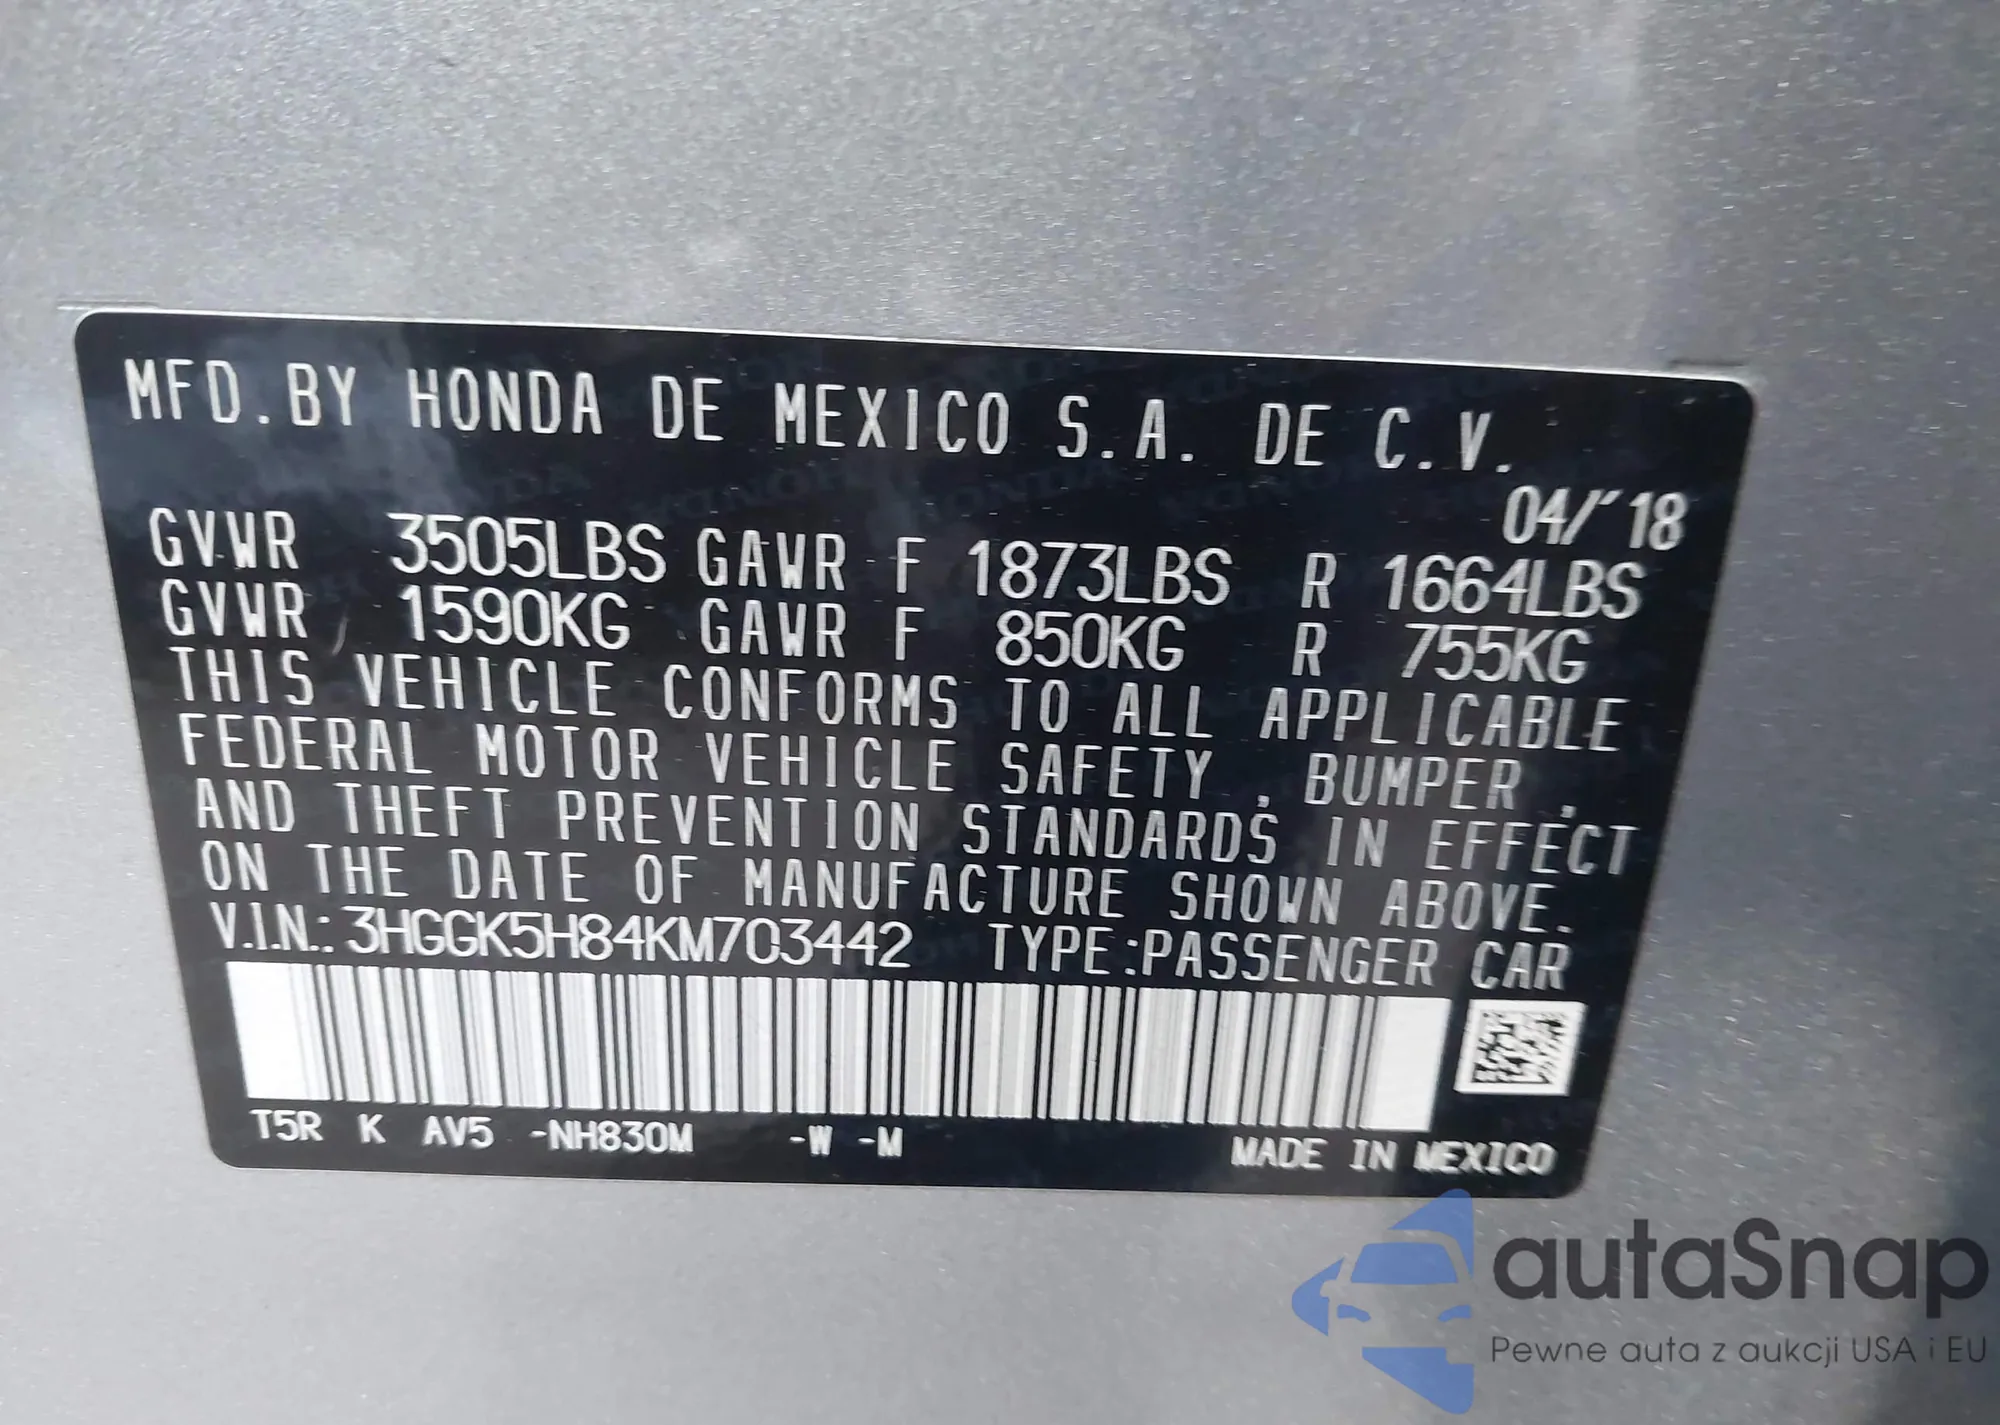 MFD.BY HONDA DE MEXICO S.A. DE C.V.
04/'18
GVWR 3505LBS GAWR F 1873LBS R 1664LBS
GVWR 1590KG GAWR F 850KG R 755KG
THIS VEHICLE CONFORMS TO ALL APPLICABLE
FEDERAL MOTOR VEHICLE SAFETY , BUMPER ,
AND THEFT PREVENTION STANDARDS IN EFFECT
ON THE DATE OF MANUFACTURE SHOWN ABOVE.
V.I.N.: 3HGGK5H84KM703442 TYPE:PASSENGER CAR
T5R K AV5 -NH830M -W -M MADE IN MEXICO
autaSnap
Pewne auta z aukcji USA i EU